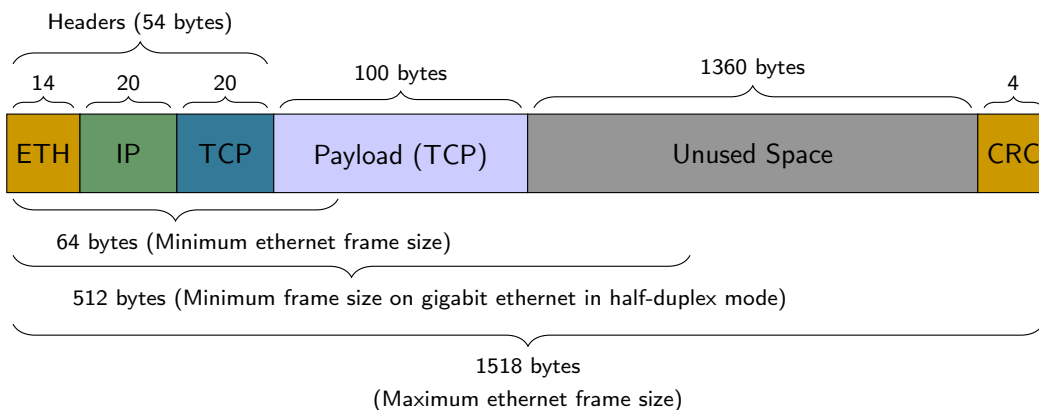 Headers (54 bytes)
14 20 20 100 bytes 1360 bytes 4
ETH IP TCP Payload (TCP) Unused Space CRC
64 bytes (Minimum ethernet frame size)
512 bytes (Minimum frame size on gigabit ethernet in half-duplex mode)
1518 bytes
(Maximum ethernet frame size)